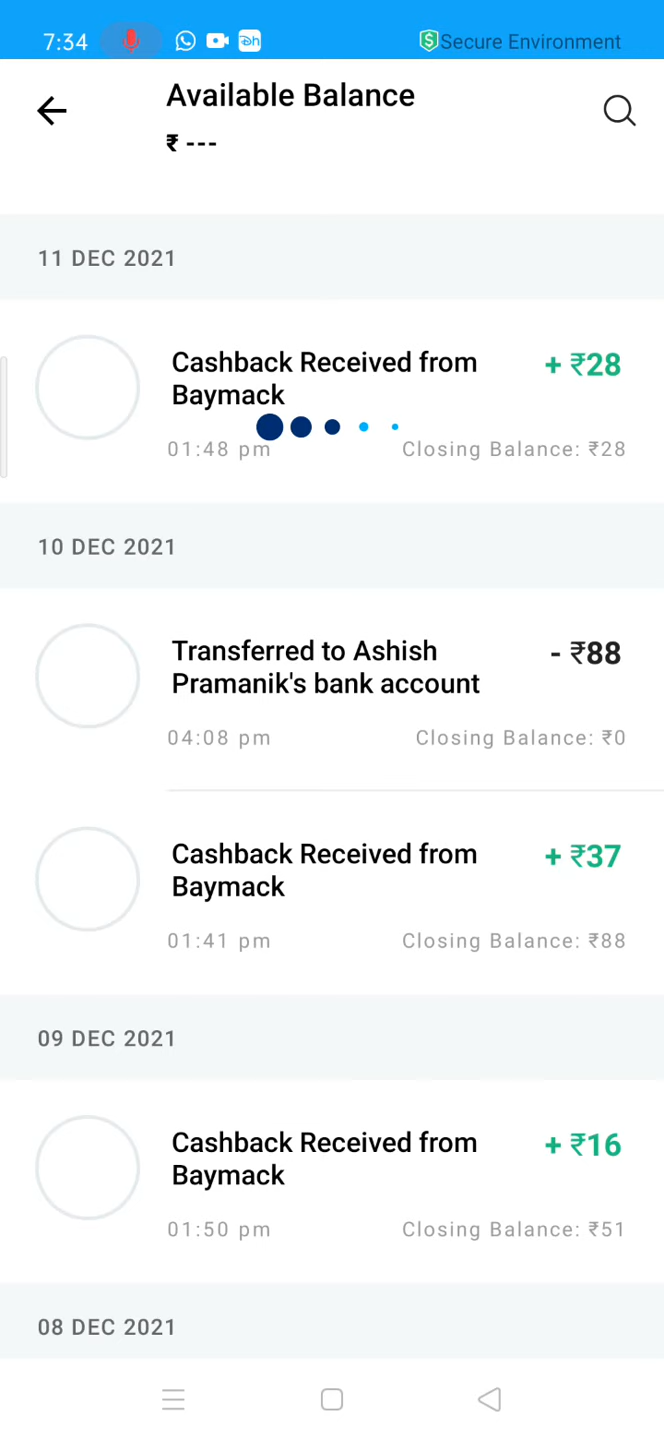 7:34
Secure Environment
Available Balance
₹ ---
11 DEC 2021
Cashback Received from
Baymack
+ ₹28
01:48 pm
Closing Balance: ₹28
10 DEC 2021
Transferred to Ashish
Pramanik's bank account
- ₹88
04:08 pm
Closing Balance: ₹0
Cashback Received from
Baymack
+ ₹37
01:41 pm
Closing Balance: ₹88
09 DEC 2021
Cashback Received from
Baymack
+ ₹16
01:50 pm
Closing Balance: ₹51
08 DEC 2021